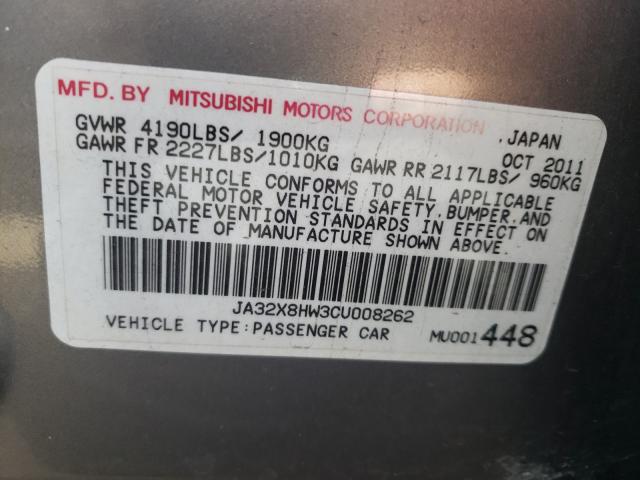 MFD. BY MITSUBISHI MOTORS CORPORATION . JAPAN
GVWR 4190LBS/ 1900KG OCT 2011
GAWR FR 2227LBS/1010KG GAWR RR 2117LBS/ 960KG
THIS VEHICLE CONFORMS TO ALL APPLICABLE
FEDERAL MOTOR VEHICLE SAFETY, BUMPER, AND
THEFT PREVENTION STANDARDS IN EFFECT ON
THE DATE OF MANUFACTURE SHOWN ABOVE.
JA32X8HW3CU008262
VEHICLE TYPE:PASSENGER CAR MU001448